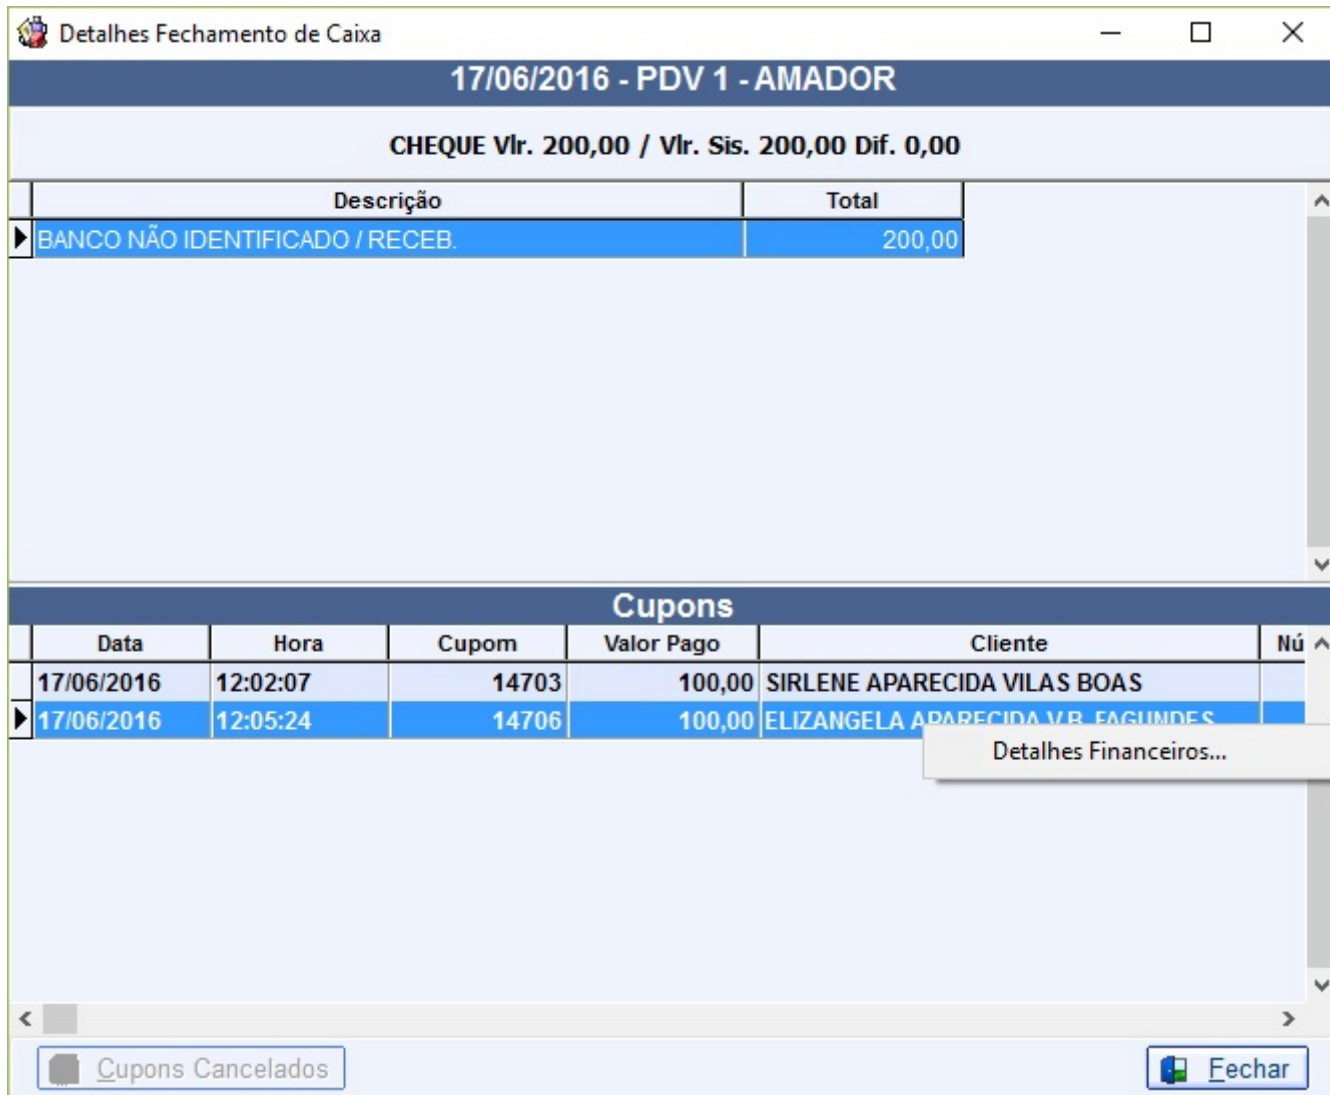 Detalhes Fechamento de Caixa
17/06/2016 - PDV 1 - AMADOR
CHEQUE Vlr. 200,00 / Vlr. Sis. 200,00 Dif. 0,00
Descrição Total
BANCO NÃO IDENTIFICADO / RECEB. 200,00
Cupons
Data Hora Cupom Valor Pago Cliente Nú
17/06/2016 12:02:07 14703 100,00 SIRLENE APARECIDA VILAS BOAS
17/06/2016 12:05:24 14706 100,00 ELIZANGELA APARECIDA V.B. FAGUNDES
Detalhes Financeiros...
Cupons Cancelados Fechar